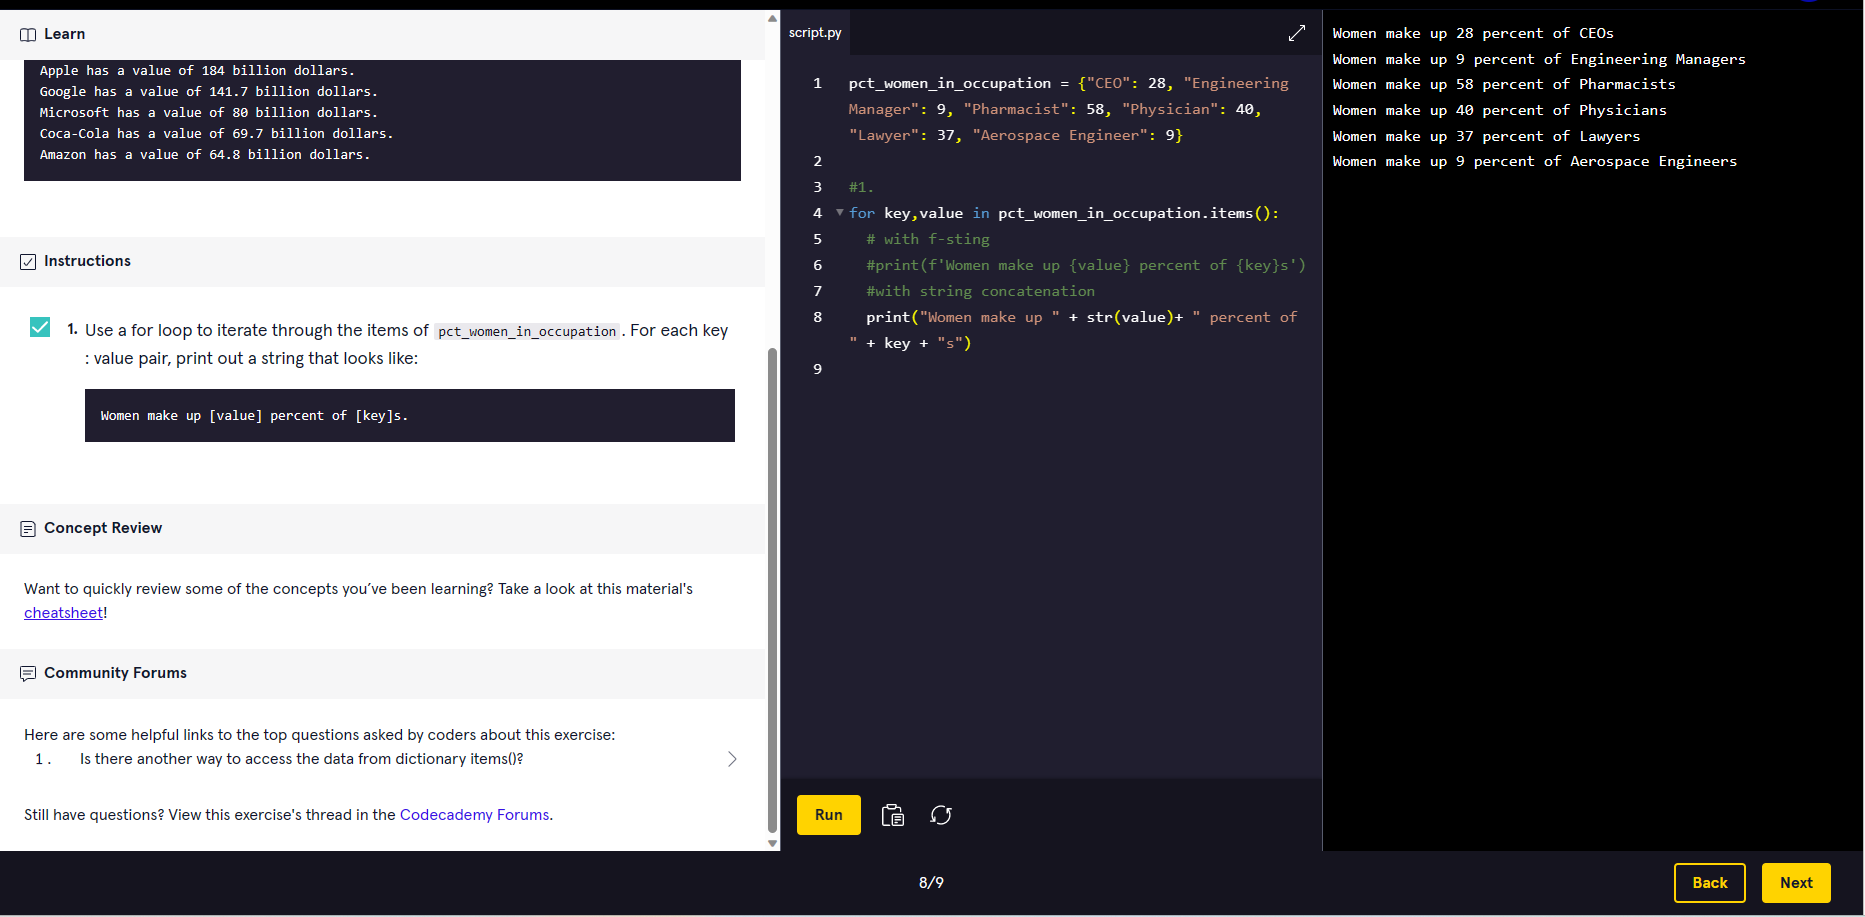 Learn
Apple has a value of 184 billion dollars.
Google has a value of 141.7 billion dollars.
Microsoft has a value of 80 billion dollars.
Coca-Cola has a value of 69.7 billion dollars.
Amazon has a value of 64.8 billion dollars.
Instructions
1. Use a for loop to iterate through the items of pct_women_in_occupation. For each key
: value pair, print out a string that looks like:
Women make up [value] percent of [key]s.
Concept Review
Want to quickly review some of the concepts you’ve been learning? Take a look at this material's
cheatsheet!
Community Forums
Here are some helpful links to the top questions asked by coders about this exercise:
1. Is there another way to access the data from dictionary items()?
Still have questions? View this exercise's thread in the Codecademy Forums.
script.py
1 pct_women_in_occupation = {"CEO": 28, "Engineering
Manager": 9, "Pharmacist": 58, "Physician": 40,
"Lawyer": 37, "Aerospace Engineer": 9}
2
3 #1.
4 for key,value in pct_women_in_occupation.items():
5 # with f-sting
6 #print(f'Women make up {value} percent of {key}s')
7 #with string concatenation
8 print("Women make up " + str(value)+ " percent of
" + key + "s")
9
Run
Women make up 28 percent of CEOs
Women make up 9 percent of Engineering Managers
Women make up 58 percent of Pharmacists
Women make up 40 percent of Physicians
Women make up 37 percent of Lawyers
Women make up 9 percent of Aerospace Engineers
8/9
Back
Next